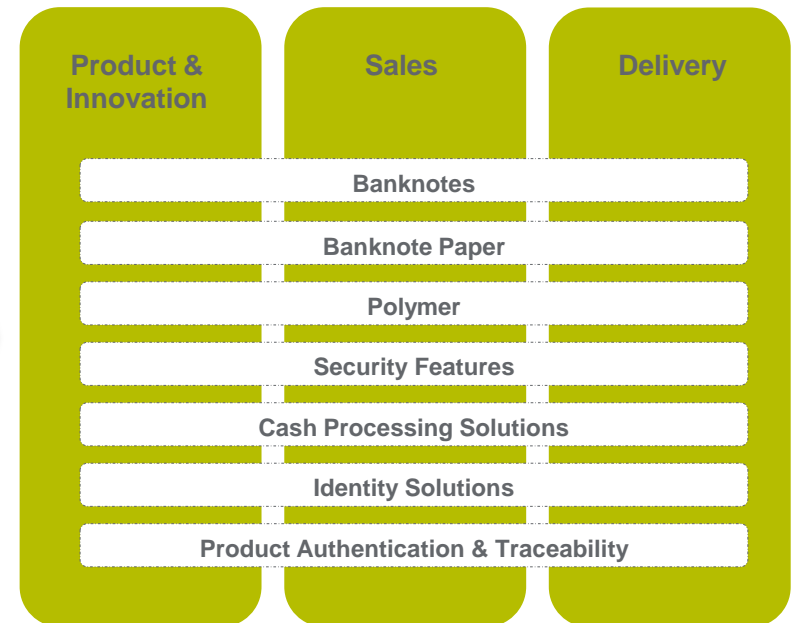 Product &
Innovation
Sales
Delivery
Banknotes
Banknote Paper
Polymer
Security Features
Cash Processing Solutions
Identity Solutions
Product Authentication & Traceability